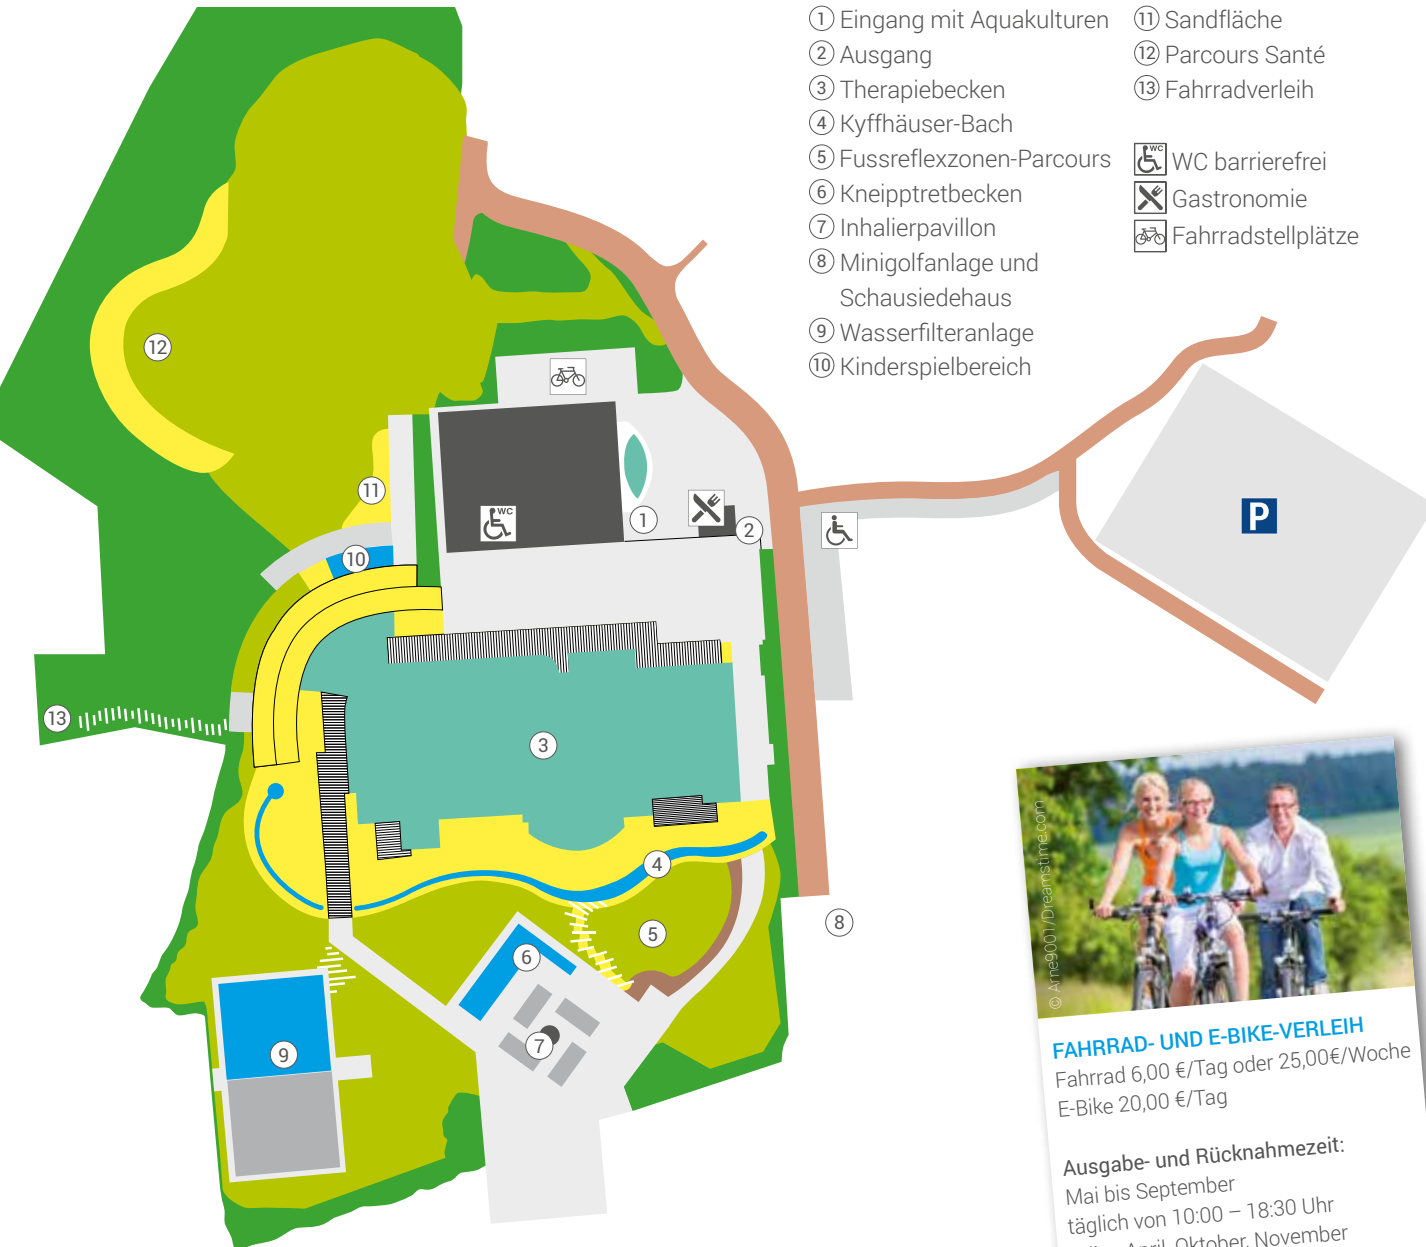 1 Eingang mit Aquakulturen
2 Ausgang
3 Therapiebecken
4 Kyffhäuser-Bach
5 Fussreflexzonen-Parcours
6 Kneipptretbecken
7 Inhalierpavillon
8 Minigolfanlage und
Schausiedehaus
9 Wasserfilteranlage
10 Kinderspielbereich
11 Sandfläche
12 Parcours Santé
13 Fahrradverleih
WC WC barrierefrei
Gastronomie
Fahrradstellplätze
12
11
WC
1
2
10
P
13
3
4
5
6
8
7
9
© Arne9001/Dreamstime.com
FAHRRAD- UND E-BIKE-VERLEIH
Fahrrad 6,00 €/Tag oder 25,00€/Woche
E-Bike 20,00 €/Tag
Ausgabe- und Rücknahmezeit:
Mai bis September
täglich von 10:00 – 18:30 Uhr
April, Oktober, November